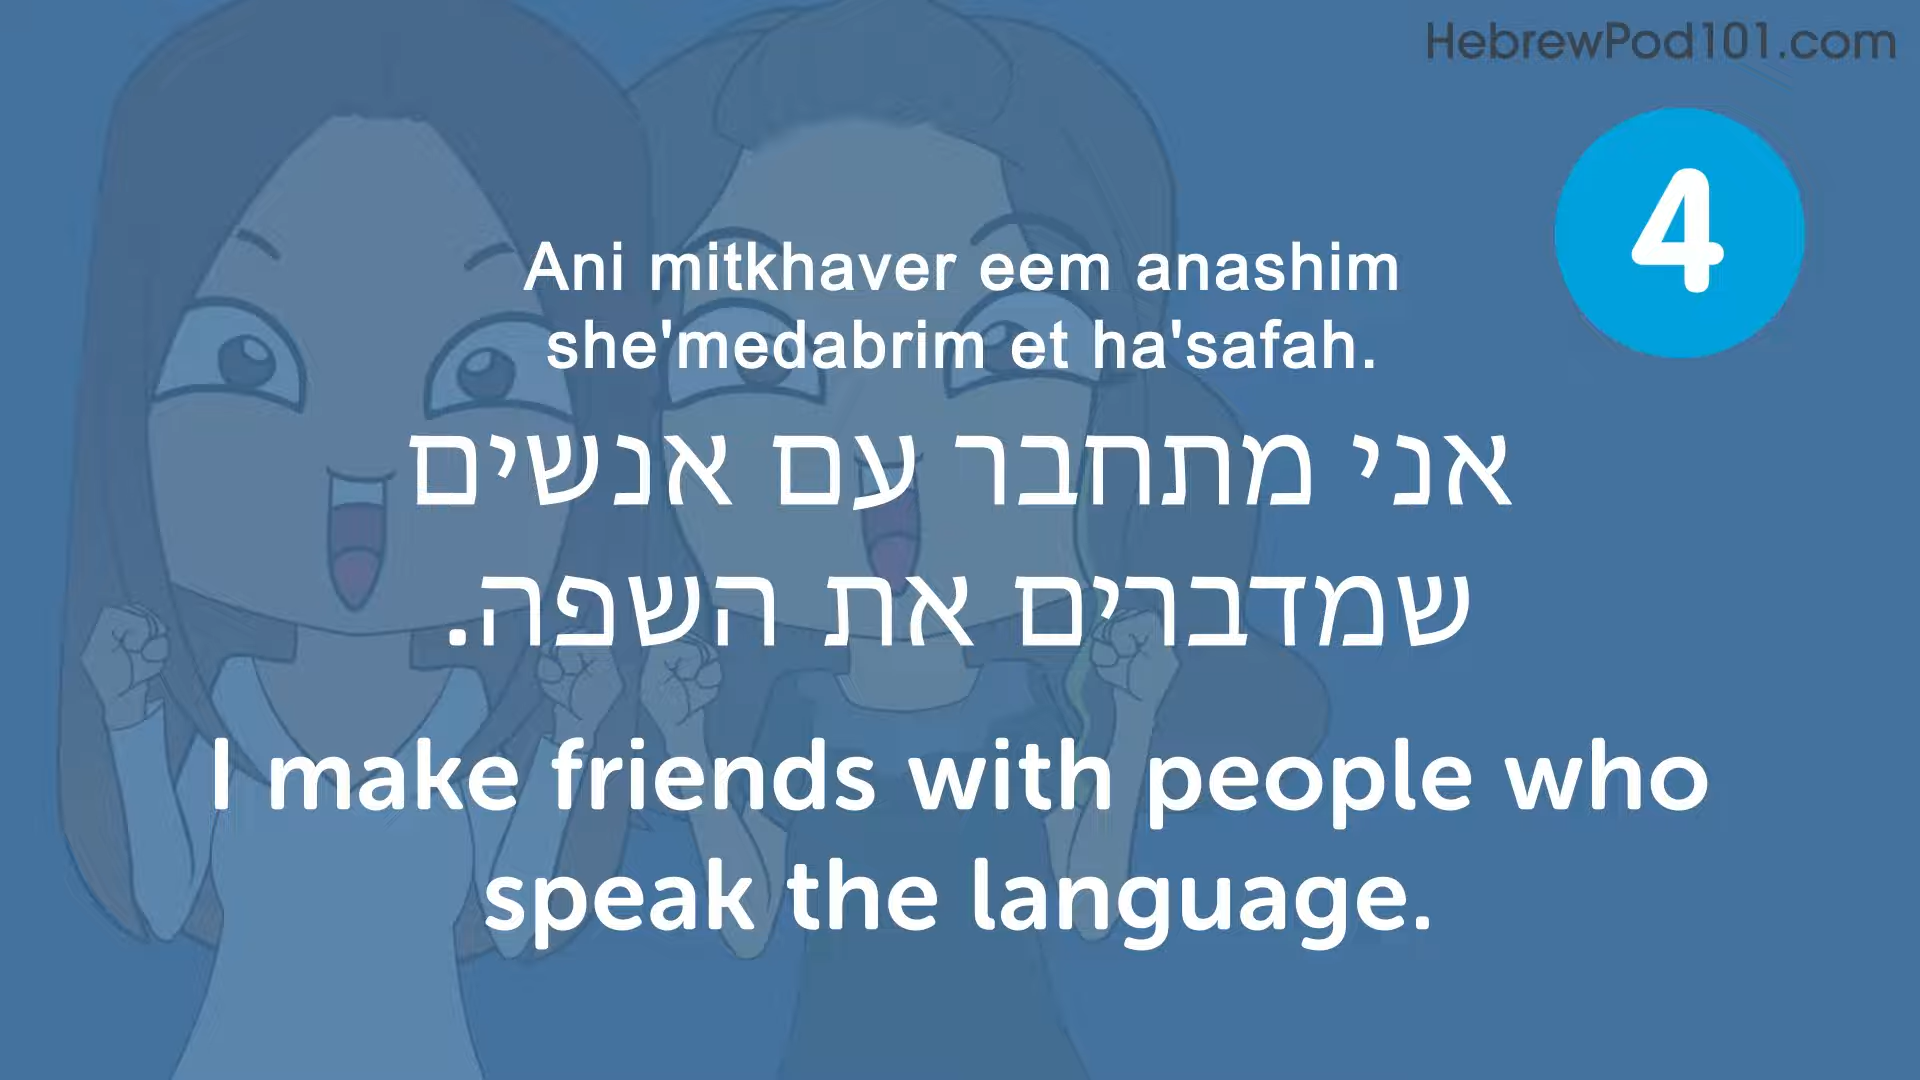 HebrewPod101.com
4
Ani mitkhaver eem anashim
she'medabrim et ha'safah.
אני מתחבר עם אנשים
שמדברים את השפה.
I make friends with people who
speak the language.